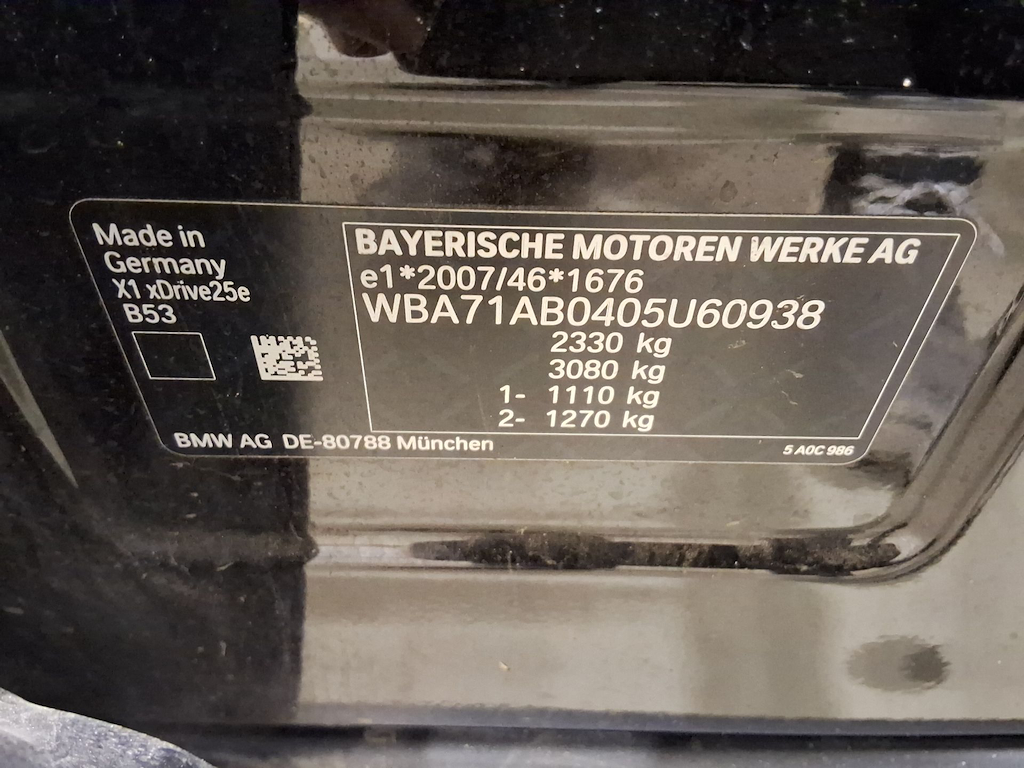 Made in
Germany
X1 xDrive25e
B53
BAYERISCHE MOTOREN WERKE AG
e1*2007/46*1676
WBA71AB0405U60938
2330 kg
3080 kg
1- 1110 kg
2- 1270 kg
BMW AG DE-80788 München
5 A0C 986